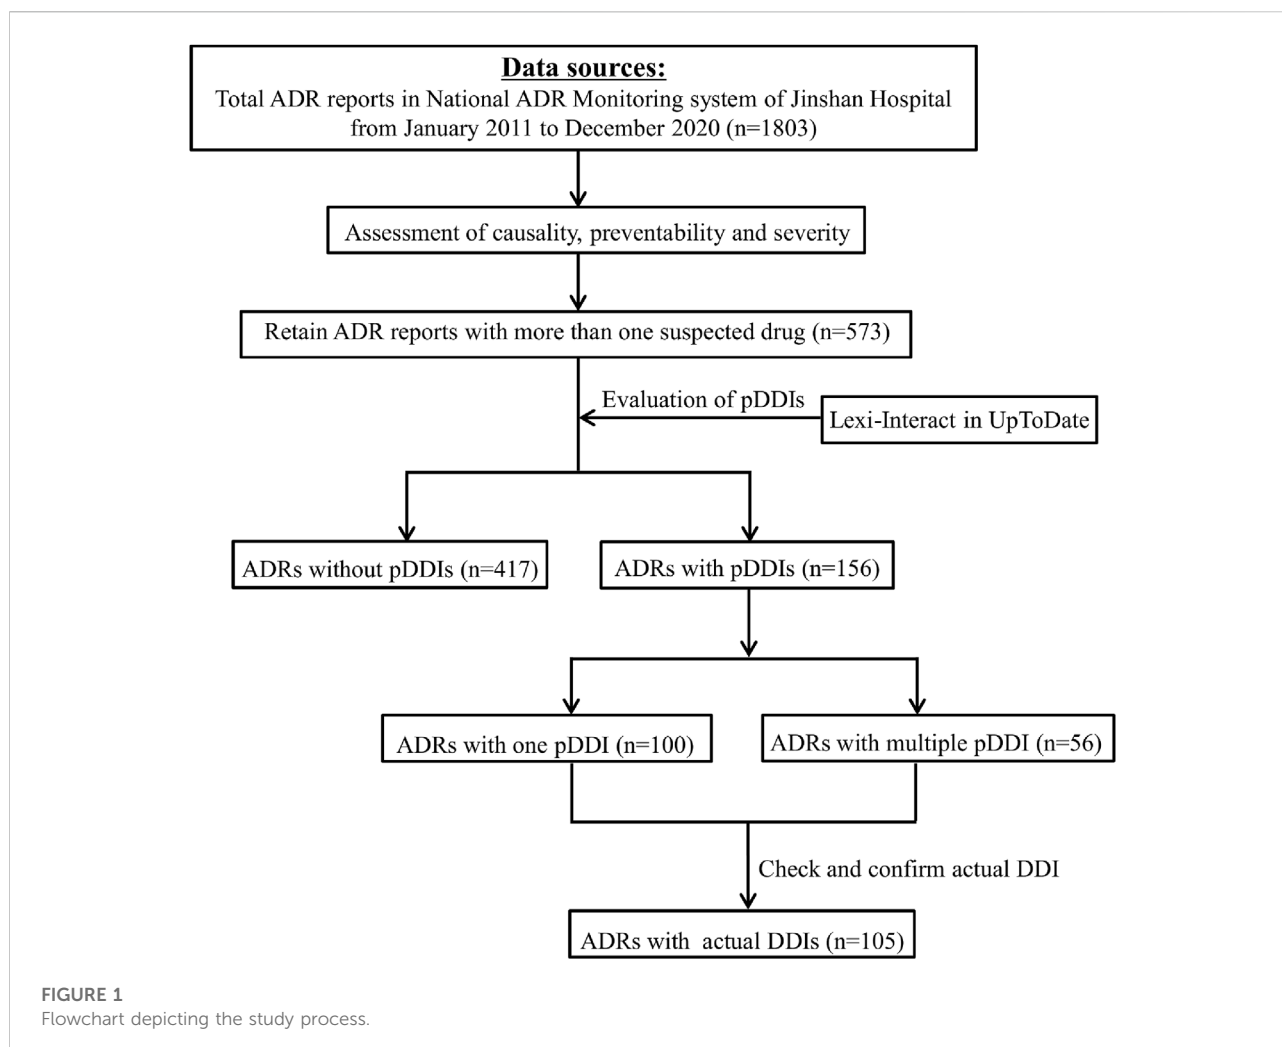 Data sources:
Total ADR reports in National ADR Monitoring system of Jinshan Hospital
from January 2011 to December 2020 (n=1803)
Assessment of causality, preventability and severity
Retain ADR reports with more than one suspected drug (n=573)
Evaluation of pDDIs
Lexi-Interact in UpToDate
ADRs without pDDIs (n=417)
ADRs with pDDIs (n=156)
ADRs with one pDDI (n=100)
ADRs with multiple pDDI (n=56)
Check and confirm actual DDI
ADRs with actual DDIs (n=105)
FIGURE 1
Flowchart depicting the study process.